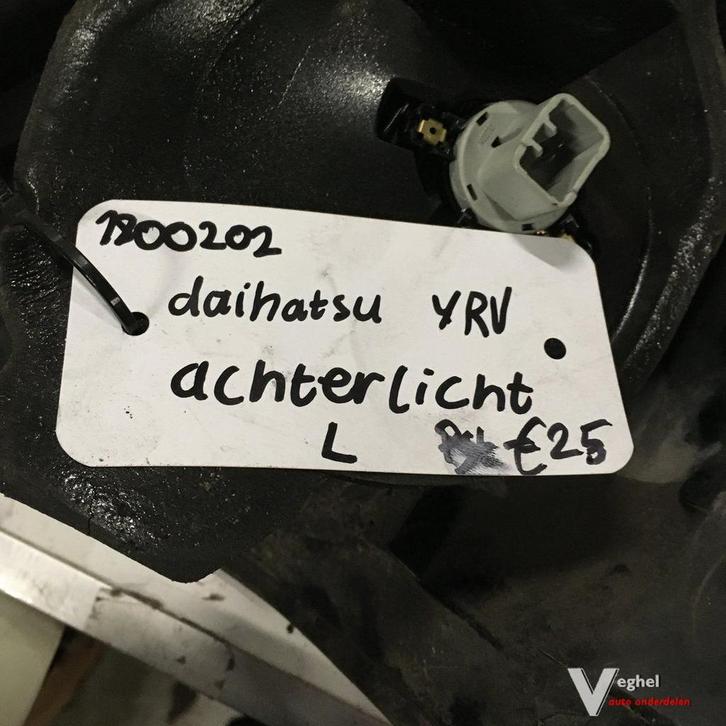 1800202
daihatsu YRV
achterlicht
L €25
Veghel
auto onderdelen